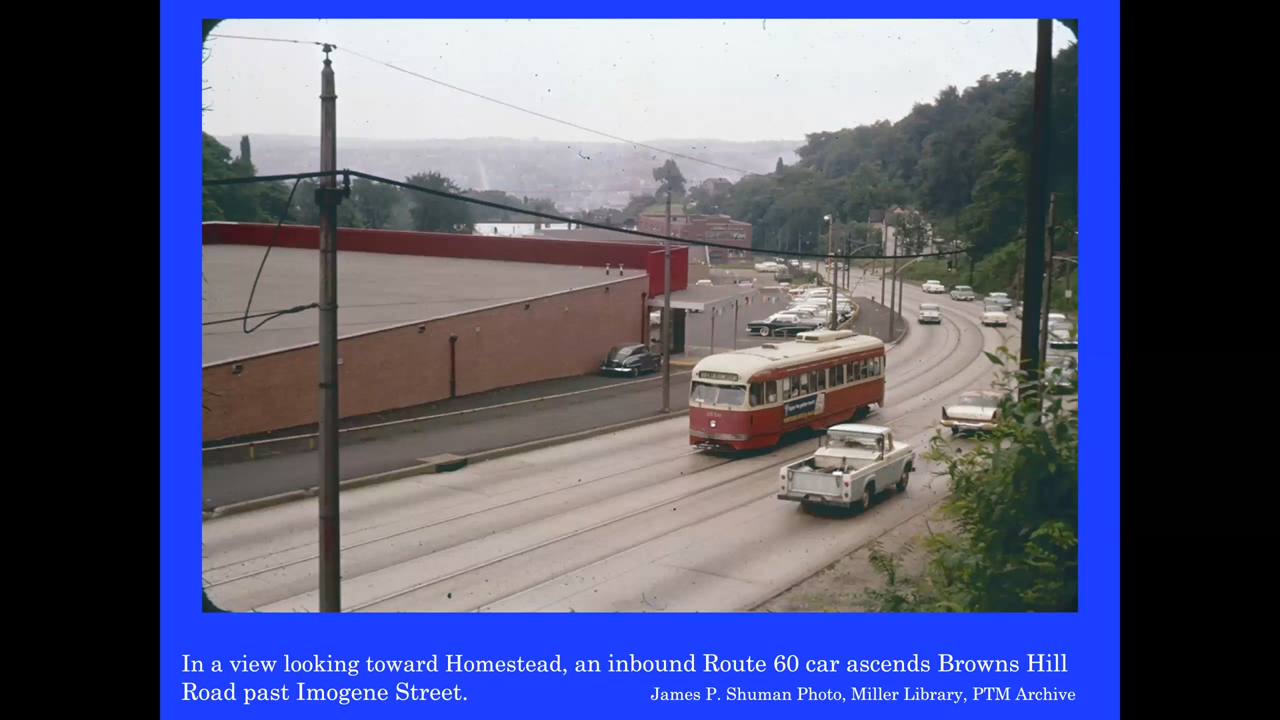 In a view looking toward Homestead, an inbound Route 60 car ascends Browns Hill
Road past Imogene Street.
James P. Shuman Photo, Miller Library, PTM Archive